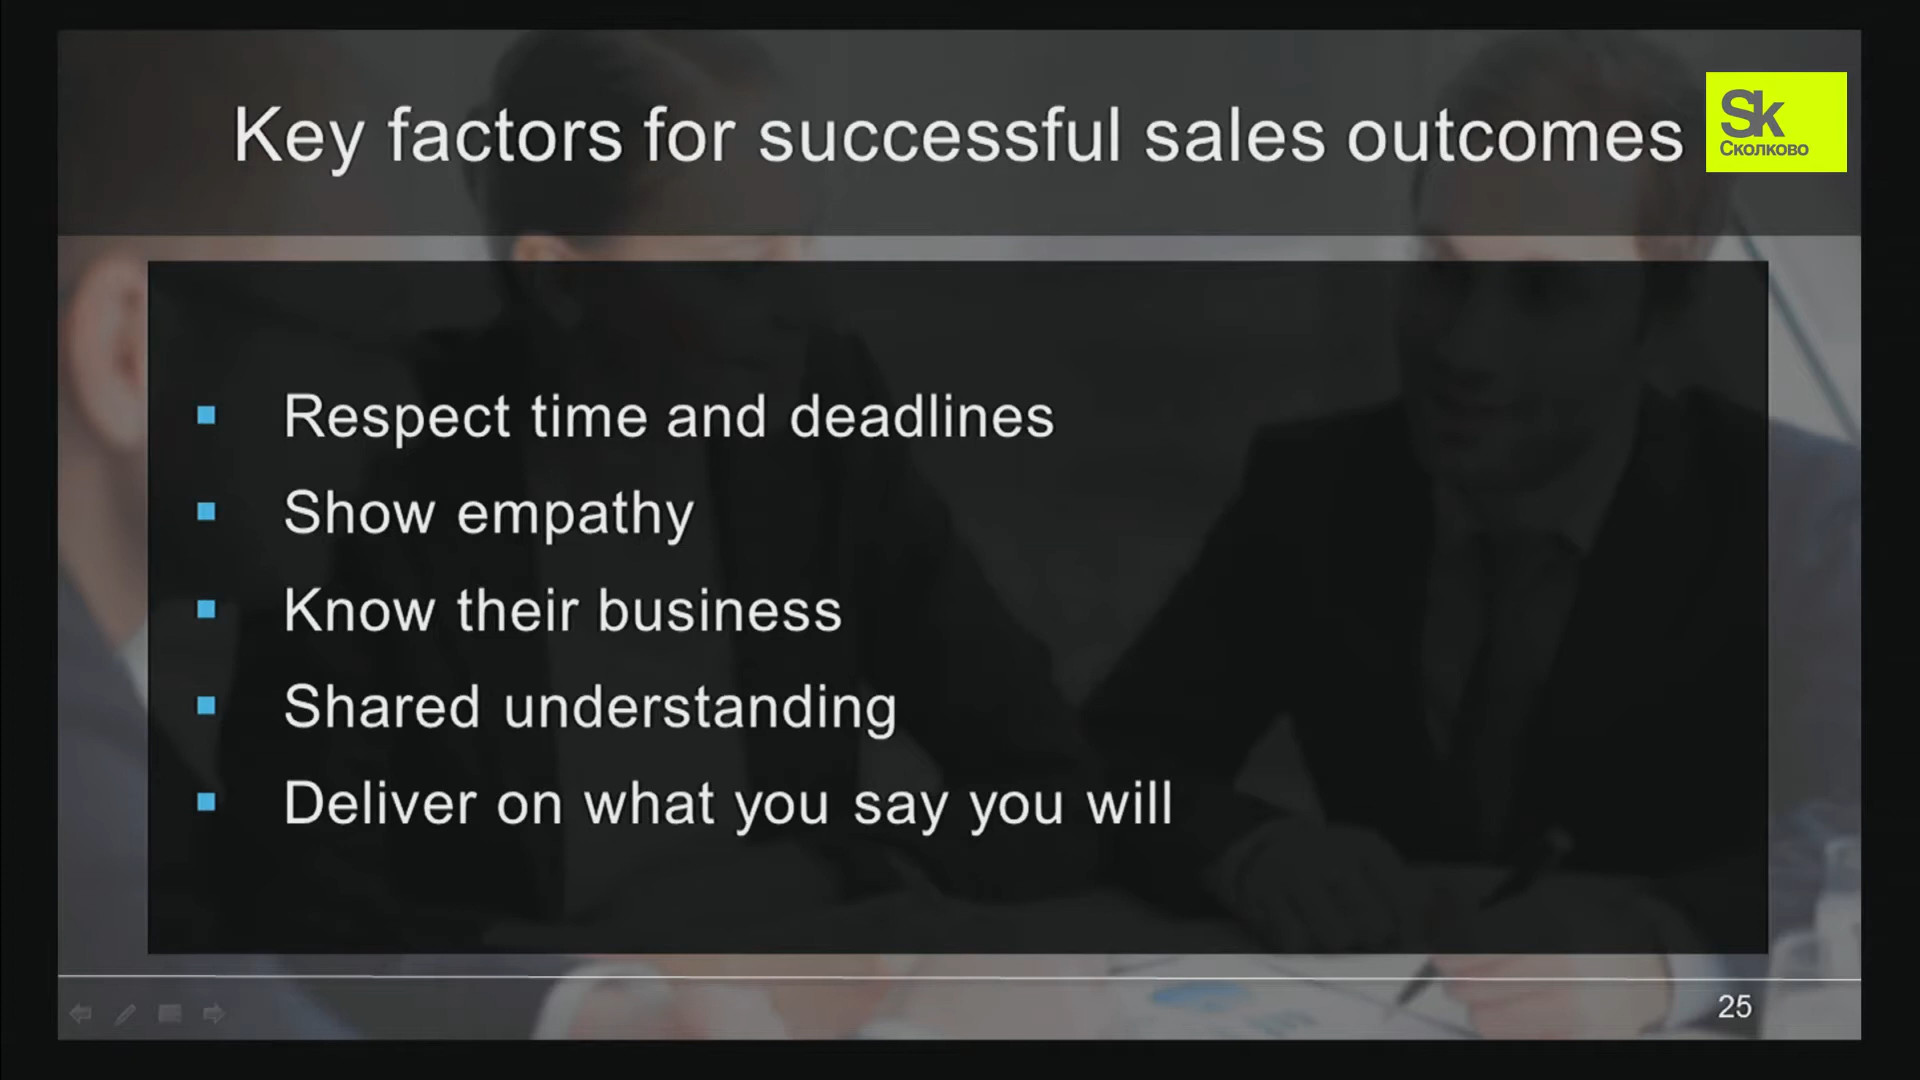 Key factors for successful sales outcomes
Sk
Сколково
Respect time and deadlines
Show empathy
Know their business
Shared understanding
Deliver on what you say you will
25